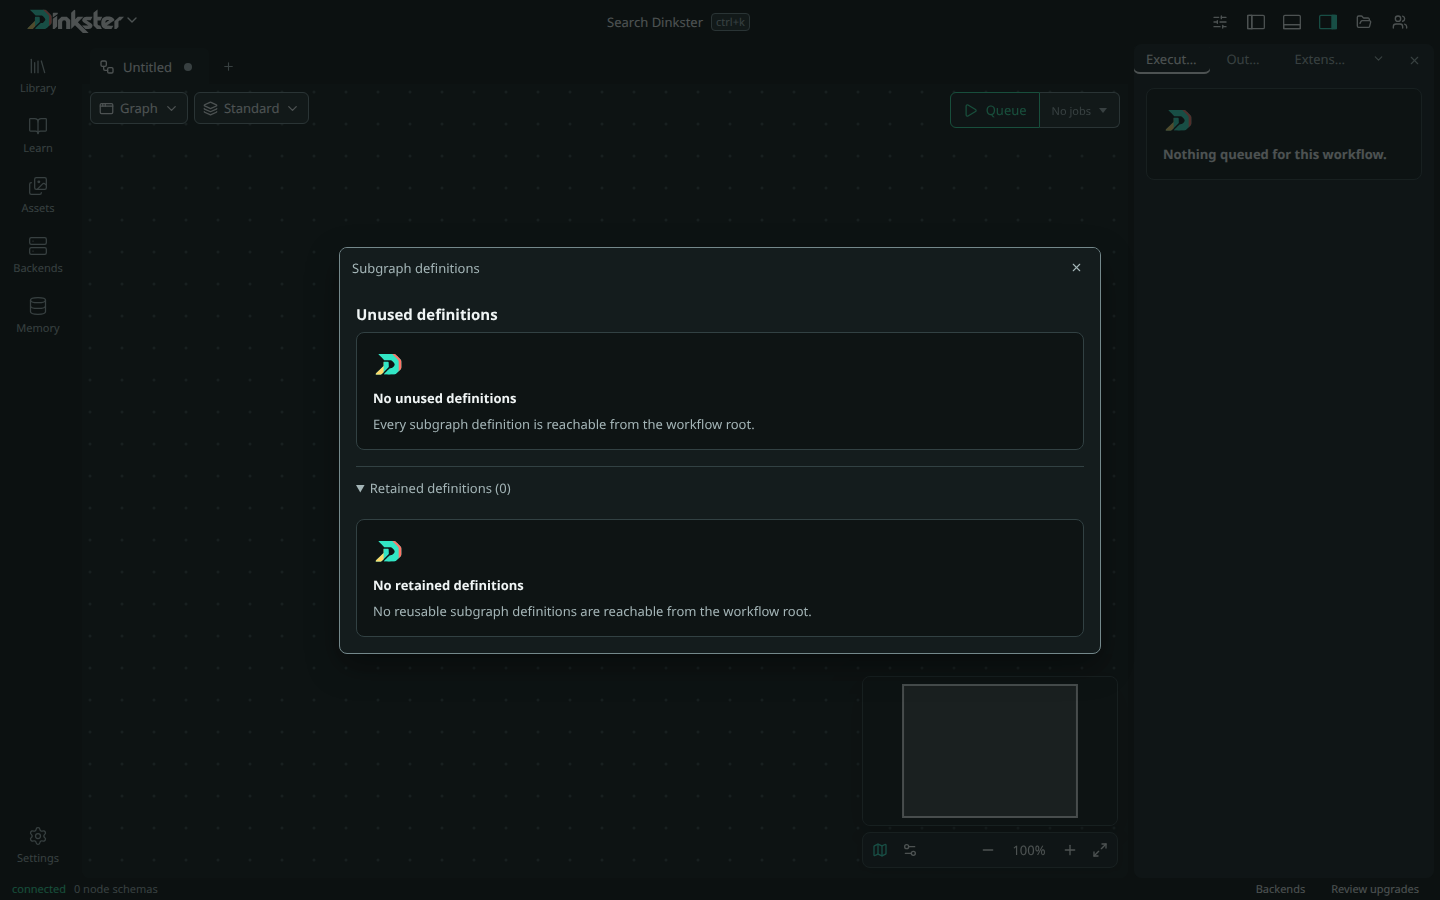 Dinkster
Search Dinkster ctrl+k
Library
Learn
Assets
Backends
Memory
Settings
Untitled
Graph
Standard
Queue
No jobs
Execut...
Out...
Extens...
Nothing queued for this workflow.
Subgraph definitions
Unused definitions
No unused definitions
Every subgraph definition is reachable from the workflow root.
Retained definitions (0)
No retained definitions
No reusable subgraph definitions are reachable from the workflow root.
100%
connected 0 node schemas
Backends
Review upgrades